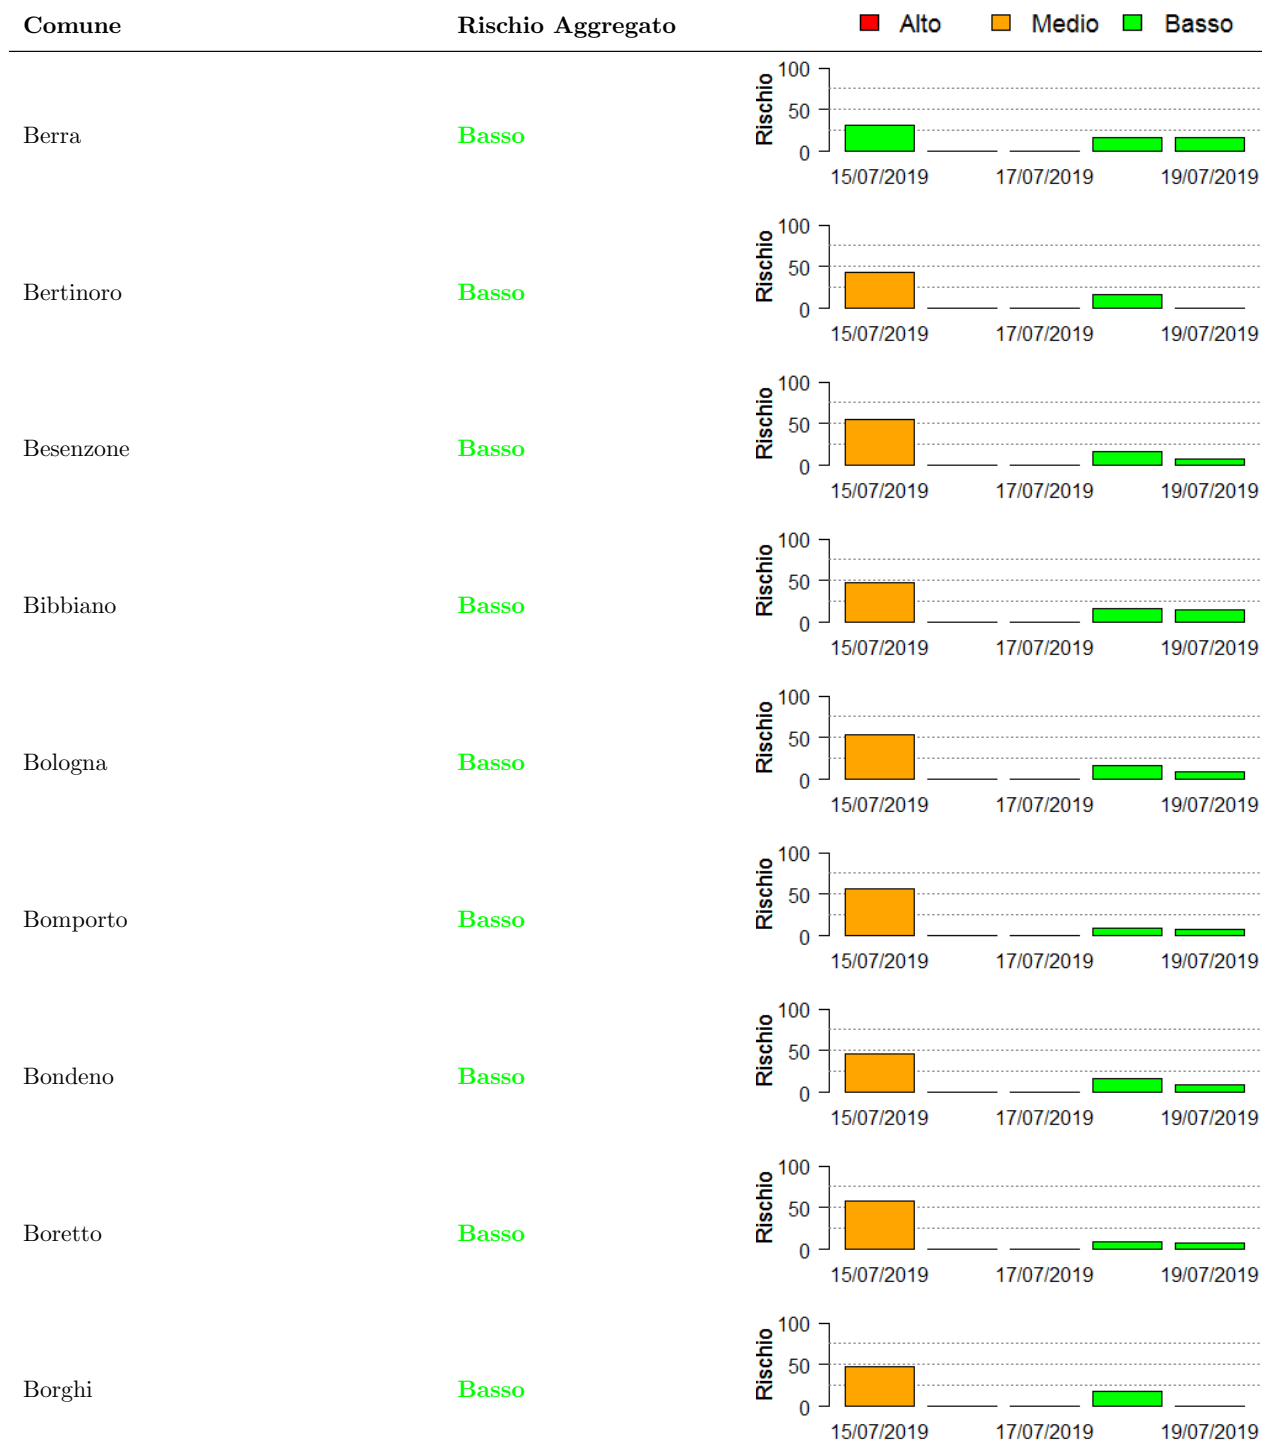 Comune Rischio Aggregato Alto Medio Basso
Berra Basso Rischio 100 50 0
15/07/2019 17/07/2019 19/07/2019
Bertinoro Basso Rischio 100 50 0
15/07/2019 17/07/2019 19/07/2019
Besenzone Basso Rischio 100 50 0
15/07/2019 17/07/2019 19/07/2019
Bibbiano Basso Rischio 100 50 0
15/07/2019 17/07/2019 19/07/2019
Bologna Basso Rischio 100 50 0
15/07/2019 17/07/2019 19/07/2019
Bomporto Basso Rischio 100 50 0
15/07/2019 17/07/2019 19/07/2019
Bondeno Basso Rischio 100 50 0
15/07/2019 17/07/2019 19/07/2019
Boretto Basso Rischio 100 50 0
15/07/2019 17/07/2019 19/07/2019
Borghi Basso Rischio 100 50 0
15/07/2019 17/07/2019 19/07/2019